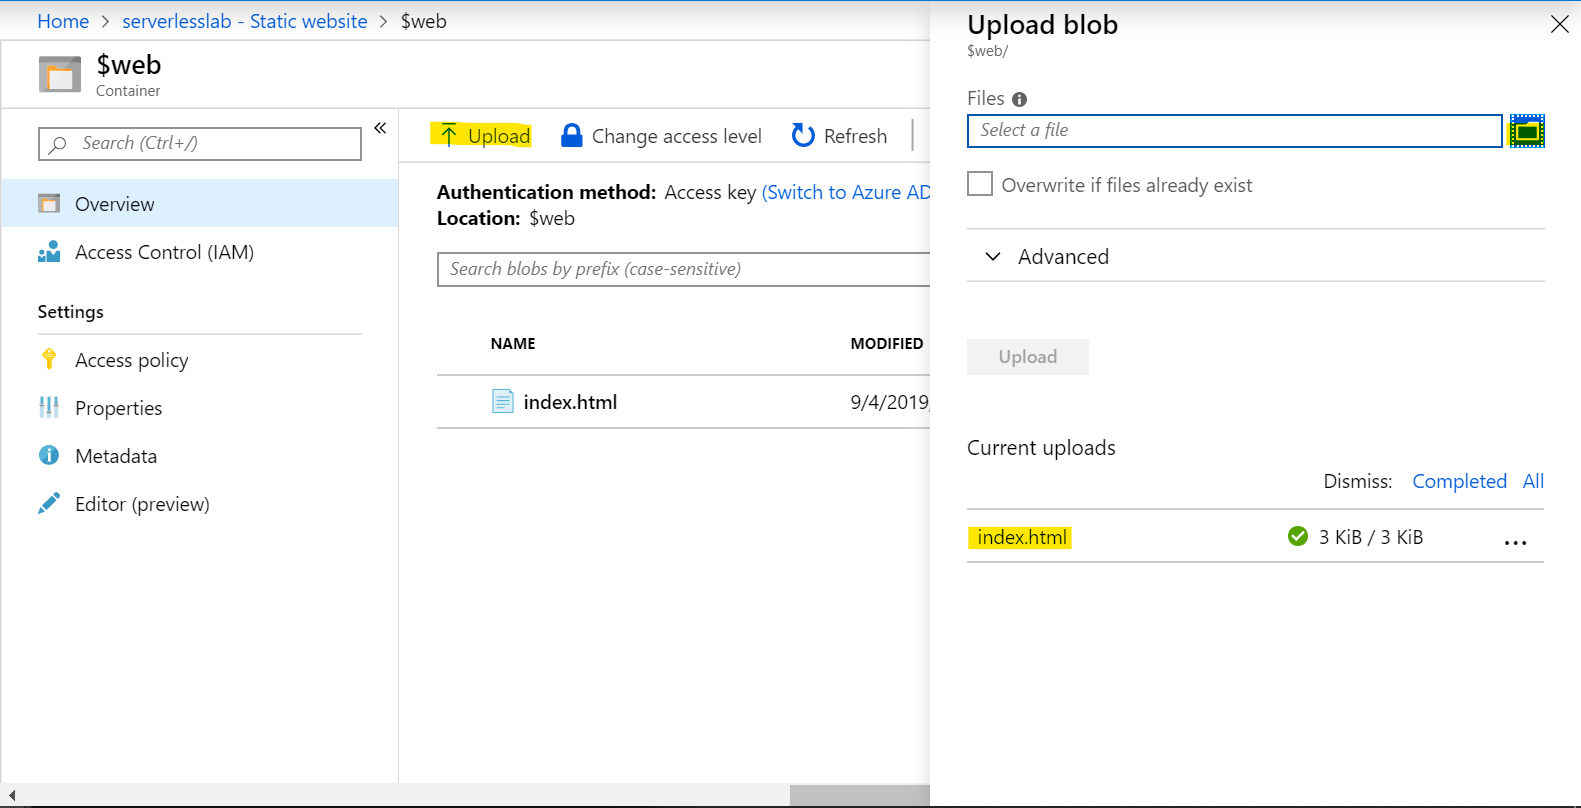 Home > serverlesslab - Static website > $web
$web
Container
Search (Ctrl+/)
«
Overview
Access Control (IAM)
Settings
Access policy
Properties
Metadata
Editor (preview)
Upload
Change access level
Refresh
Authentication method: Access key (Switch to Azure AD
Location: $web
Search blobs by prefix (case-sensitive)
NAME MODIFIED
index.html 9/4/2019,
Upload blob
$web/
Files
Select a file
Overwrite if files already exist
Advanced
Upload
Current uploads
Dismiss: Completed All
index.html 3 KiB / 3 KiB ...